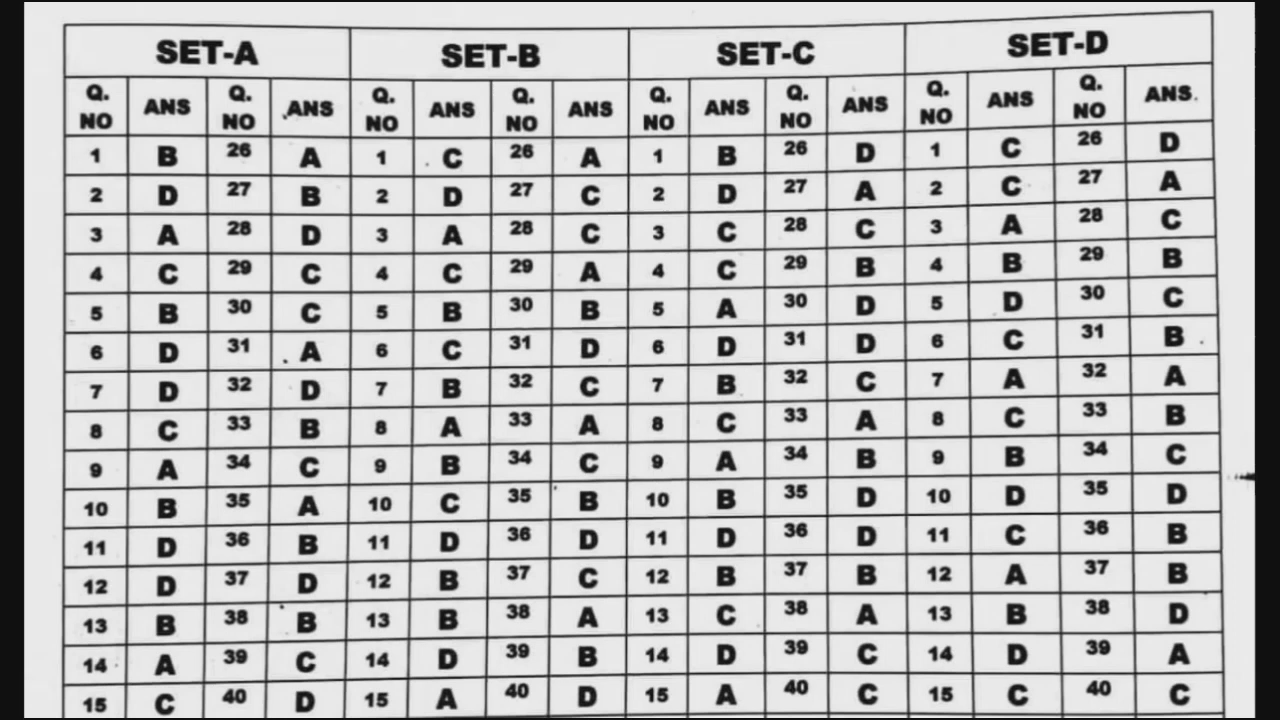 SET-A SET-B SET-C SET-D
Q. NO ANS Q. NO ANS Q. NO ANS Q. NO ANS Q. NO ANS Q. NO ANS Q. NO ANS Q. NO ANS
1 B 26 A 1 C 26 A 1 B 26 D 1 C 26 D
2 D 27 B 2 D 27 C 2 D 27 A 2 C 27 A
3 A 28 D 3 A 28 C 3 C 28 C 3 A 28 C
4 C 29 C 4 C 29 A 4 C 29 B 4 B 29 B
5 B 30 C 5 B 30 B 5 A 30 D 5 D 30 C
6 D 31 A 6 C 31 D 6 D 31 D 6 C 31 B
7 D 32 D 7 B 32 C 7 B 32 C 7 A 32 A
8 C 33 B 8 A 33 A 8 C 33 A 8 C 33 B
9 A 34 C 9 B 34 C 9 A 34 B 9 B 34 C
10 B 35 A 10 C 35 B 10 B 35 D 10 D 35 D
11 D 36 B 11 D 36 D 11 D 36 D 11 C 36 B
12 D 37 D 12 B 37 C 12 B 37 B 12 A 37 B
13 B 38 B 13 B 38 A 13 C 38 A 13 B 38 D
14 A 39 C 14 D 39 B 14 D 39 C 14 D 39 A
15 C 40 D 15 A 40 D 15 A 40 C 15 C 40 C